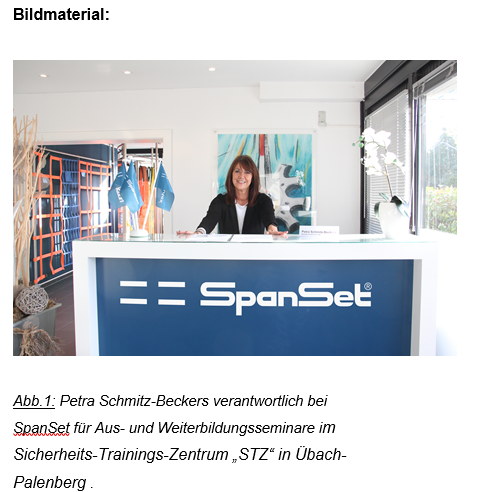 Bildmaterial:
SpanSet®
Abb.1: Petra Schmitz-Beckers verantwortlich bei
SpanSet für Aus- und Weiterbildungsseminare im
Sicherheits-Trainings-Zentrum „STZ“ in Übach-
Palenberg .